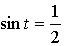 sin t = 1/2